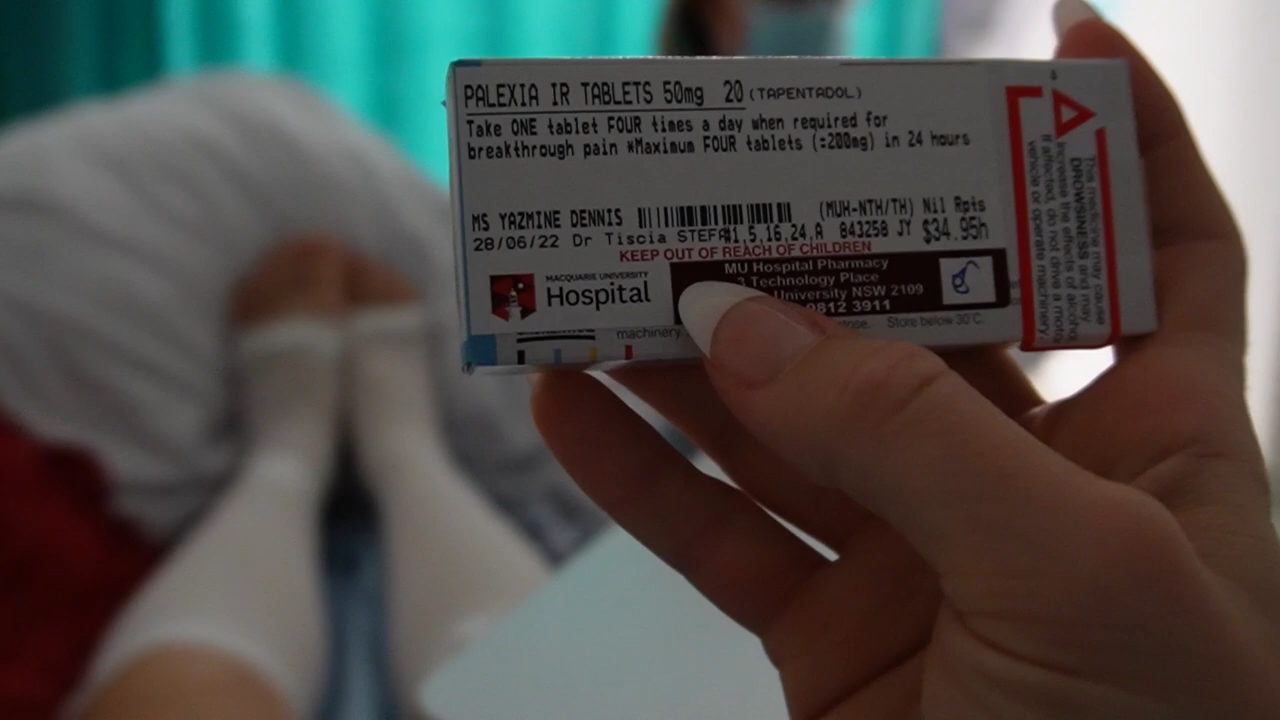 PALEXIA IR TABLETS 50mg 20 (TAPENTADOL)
Take ONE tablet FOUR times a day when required for
breakthrough pain *Maximum FOUR tablets (=200mg) in 24 hours
MS YAZMINE DENNIS (MUH-NTH/TH) Nil Rpts
28/06/22 Dr Tiscia STEFA #1,5,16,24,A 843258 JY $34.95h
KEEP OUT OF REACH OF CHILDREN
MACQUARIE UNIVERSITY
Hospital
MU Hospital Pharmacy
Technology Place
University NSW 2109
9812 3911
machinery.
Store below 30°C.
This medicine may cause
DROWSINESS and may
increase the effects of alcohol.
If affected, do not drive a motor
vehicle or operate machinery.